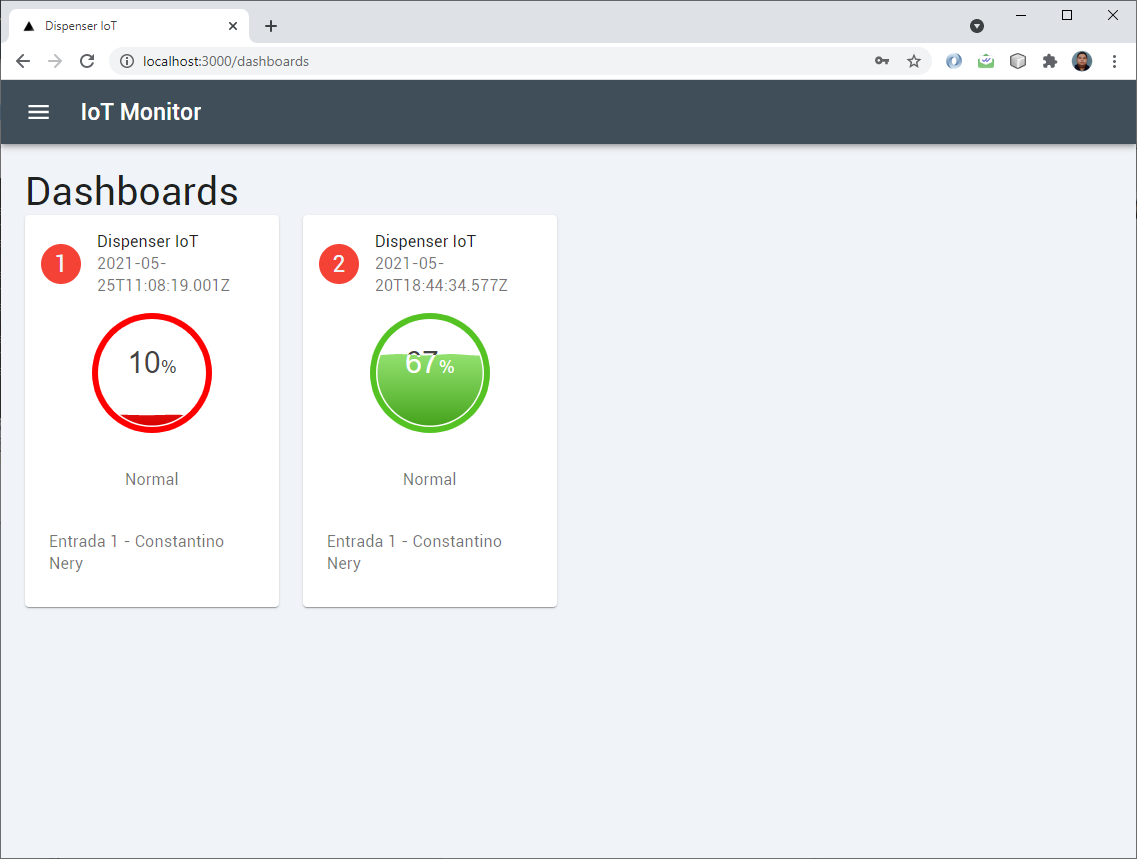 Dispenser IoT
localhost:3000/dashboards
IoT Monitor
Dashboards
1
Dispenser IoT
2021-05-
25T11:08:19.001Z
10%
Normal
Entrada 1 - Constantino
Nery
2
Dispenser IoT
2021-05-
20T18:44:34.577Z
67%
Normal
Entrada 1 - Constantino
Nery